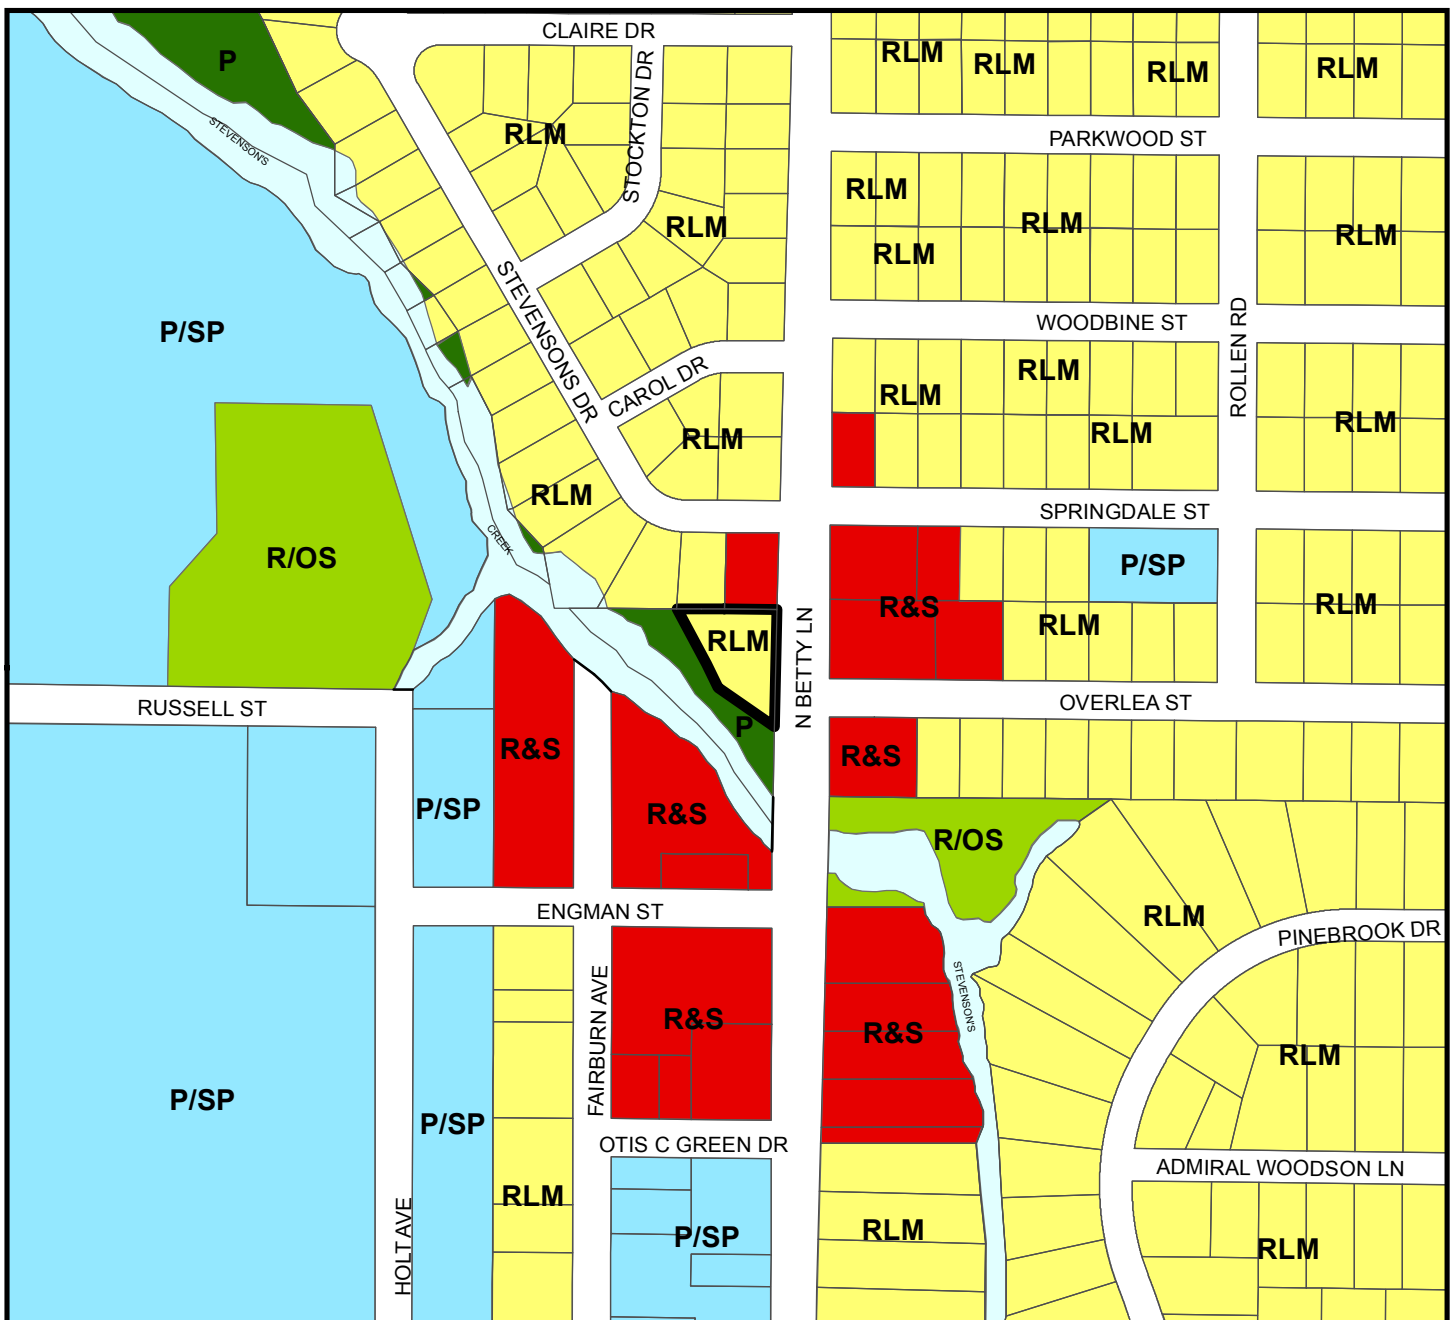 CLAIRE DR
P
RLM
RLM
RLM
RLM
STOCKTON DR
STEVENSON'S
RLM
PARKWOOD ST
RLM
RLM
RLM
RLM
RLM
P/SP
STEVENSONS DR
WOODBINE ST
ROLLEN RD
CAROL DR
RLM
RLM
RLM
RLM
RLM
RLM
SPRINGDALE ST
CREEK
R/OS
P/SP
R&S
RLM
RLM
RLM
N BETTY LN
RUSSELL ST
OVERLEA ST
P
R&S
R&S
P/SP
R&S
R/OS
ENGMAN ST
RLM
PINEBROOK DR
STEVENSON'S
FAIRBURN AVE
R&S
R&S
RLM
P/SP
P/SP
OTIS C GREEN DR
ADMIRAL WOODSON LN
HOLT AVE
RLM
P/SP
RLM
RLM